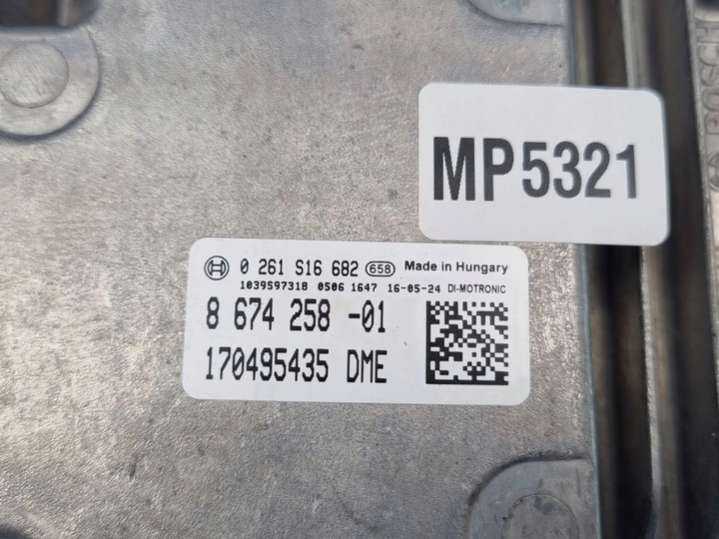 BOSCH
MP5321
0 261 S16 682 658 Made in Hungary
1039S97318 0506 1647 16-05-24 DI-MOTRONIC
8 674 258 -01
170495435 DME